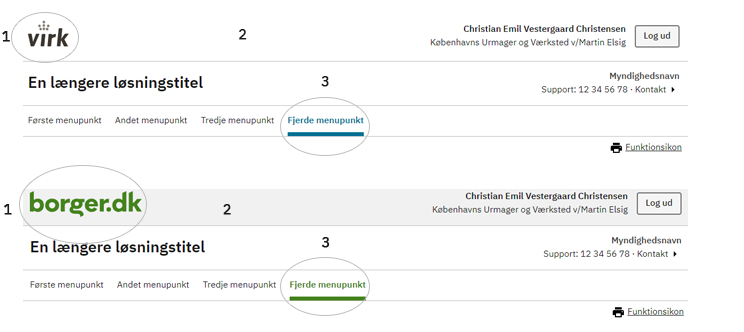 1
virk
2
Christian Emil Vestergaard Christensen
Københavns Urmager og Værksted v/Martin Elsig
Log ud
En længere løsningstitel
3
Myndighedsnavn
Support: 12 34 56 78 · Kontakt
Første menupunkt Andet menupunkt Tredje menupunkt Fjerde menupunkt
Funktionsikon
1
borger.dk
2
Christian Emil Vestergaard Christensen
Københavns Urmager og Værksted v/Martin Elsig
Log ud
En længere løsningstitel
3
Myndighedsnavn
Support: 12 34 56 78 · Kontakt
Første menupunkt Andet menupunkt Tredje menupunkt Fjerde menupunkt
Funktionsikon